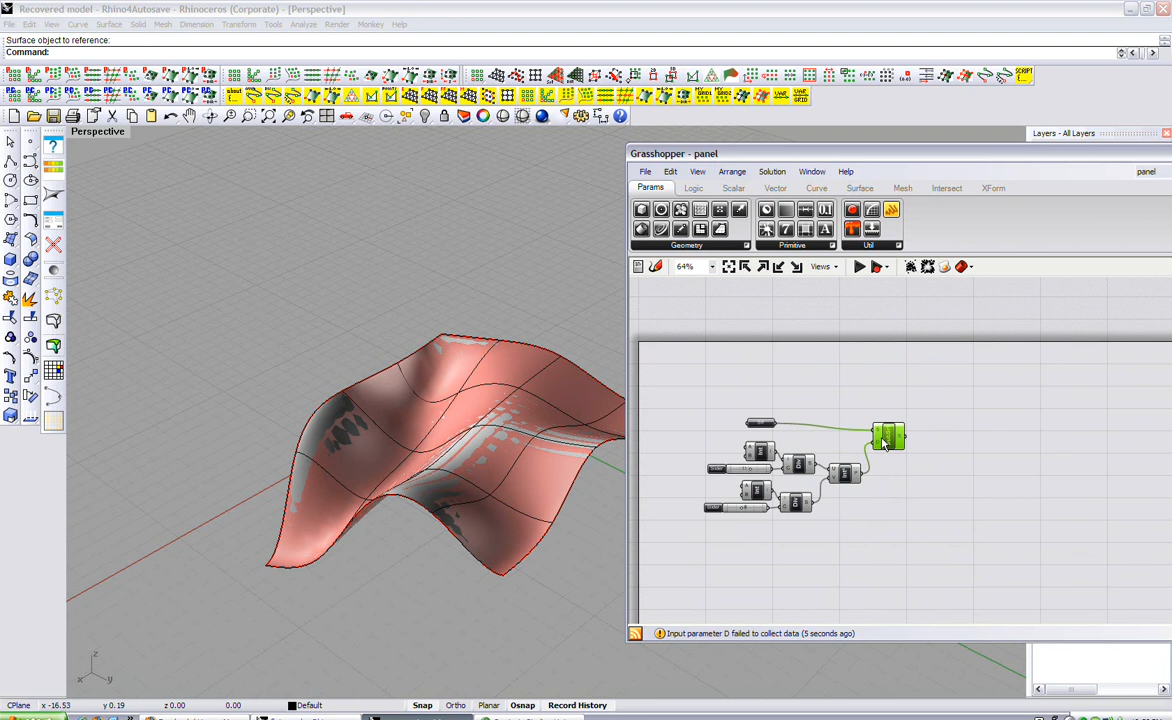 Recovered model - Rhino4Autosave - Rhinoceros (Corporate) - [Perspective]
File Edit View Curve Surface Solid Mesh Dimension Transform Tools Analyze Render Monkey Help
Surface object to reference:
Command:
Perspective
Layers - All Layers
Grasshopper - panel
File Edit View Arrange Solution Window Help panel
Params Logic Scalar Vector Curve Surface Mesh Intersect XForm
Geometry Primitive Util
64% Views
Input parameter D failed to collect data (5 seconds ago)
z
x y
CPlane x -16.53 y 0.19 z 0.00 0.00 Default Snap Ortho Planar Osnap Record History